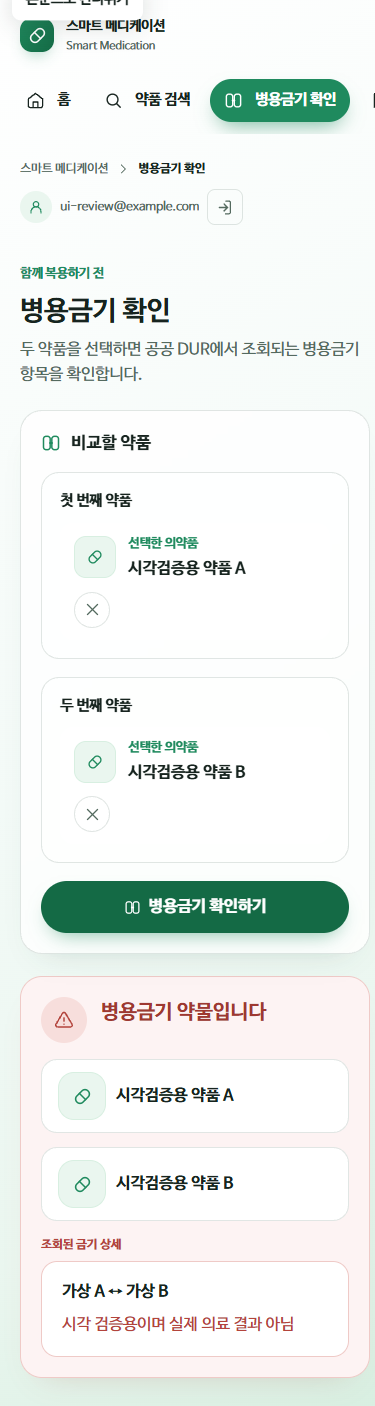 스마트 메디케이션
Smart Medication
홈
약품 검색
병용금기 확인
스마트 메디케이션 > 병용금기 확인
ui-review@example.com
함께 복용하기 전
병용금기 확인
두 약품을 선택하면 공공 DUR에서 조회되는 병용금기
항목을 확인합니다.
비교할 약품
첫 번째 약품
선택한 의약품
시각검증용 약품 A
두 번째 약품
선택한 의약품
시각검증용 약품 B
병용금기 확인하기
병용금기 약물입니다
시각검증용 약품 A
시각검증용 약품 B
조회된 금기 상세
가상 A ↔ 가상 B
시각 검증용이며 실제 의료 결과 아님